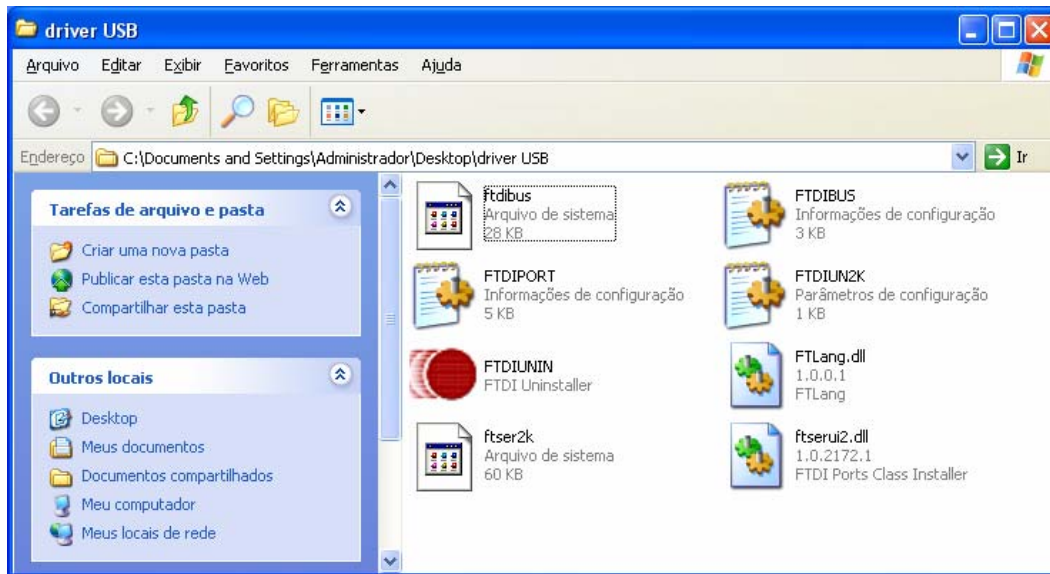 driver USB
Arquivo Editar Exibir Favoritos Ferramentas Ajuda
Endereço C:\Documents and Settings\Administrador\Desktop\driver USB Ir
Tarefas de arquivo e pasta
Criar uma nova pasta
Publicar esta pasta na Web
Compartilhar esta pasta
Outros locais
Desktop
Meus documentos
Documentos compartilhados
Meu computador
Meus locais de rede
ftdibus
Arquivo de sistema
28 KB
FTDIBUS
Informações de configuração
3 KB
FTDIPORT
Informações de configuração
5 KB
FTDIUN2K
Parâmetros de configuração
1 KB
FTDIUNIN
FTDI Uninstaller
FTLang.dll
1.0.0.1
FTLang
ftser2k
Arquivo de sistema
60 KB
ftserui2.dll
1.0.2172.1
FTDI Ports Class Installer